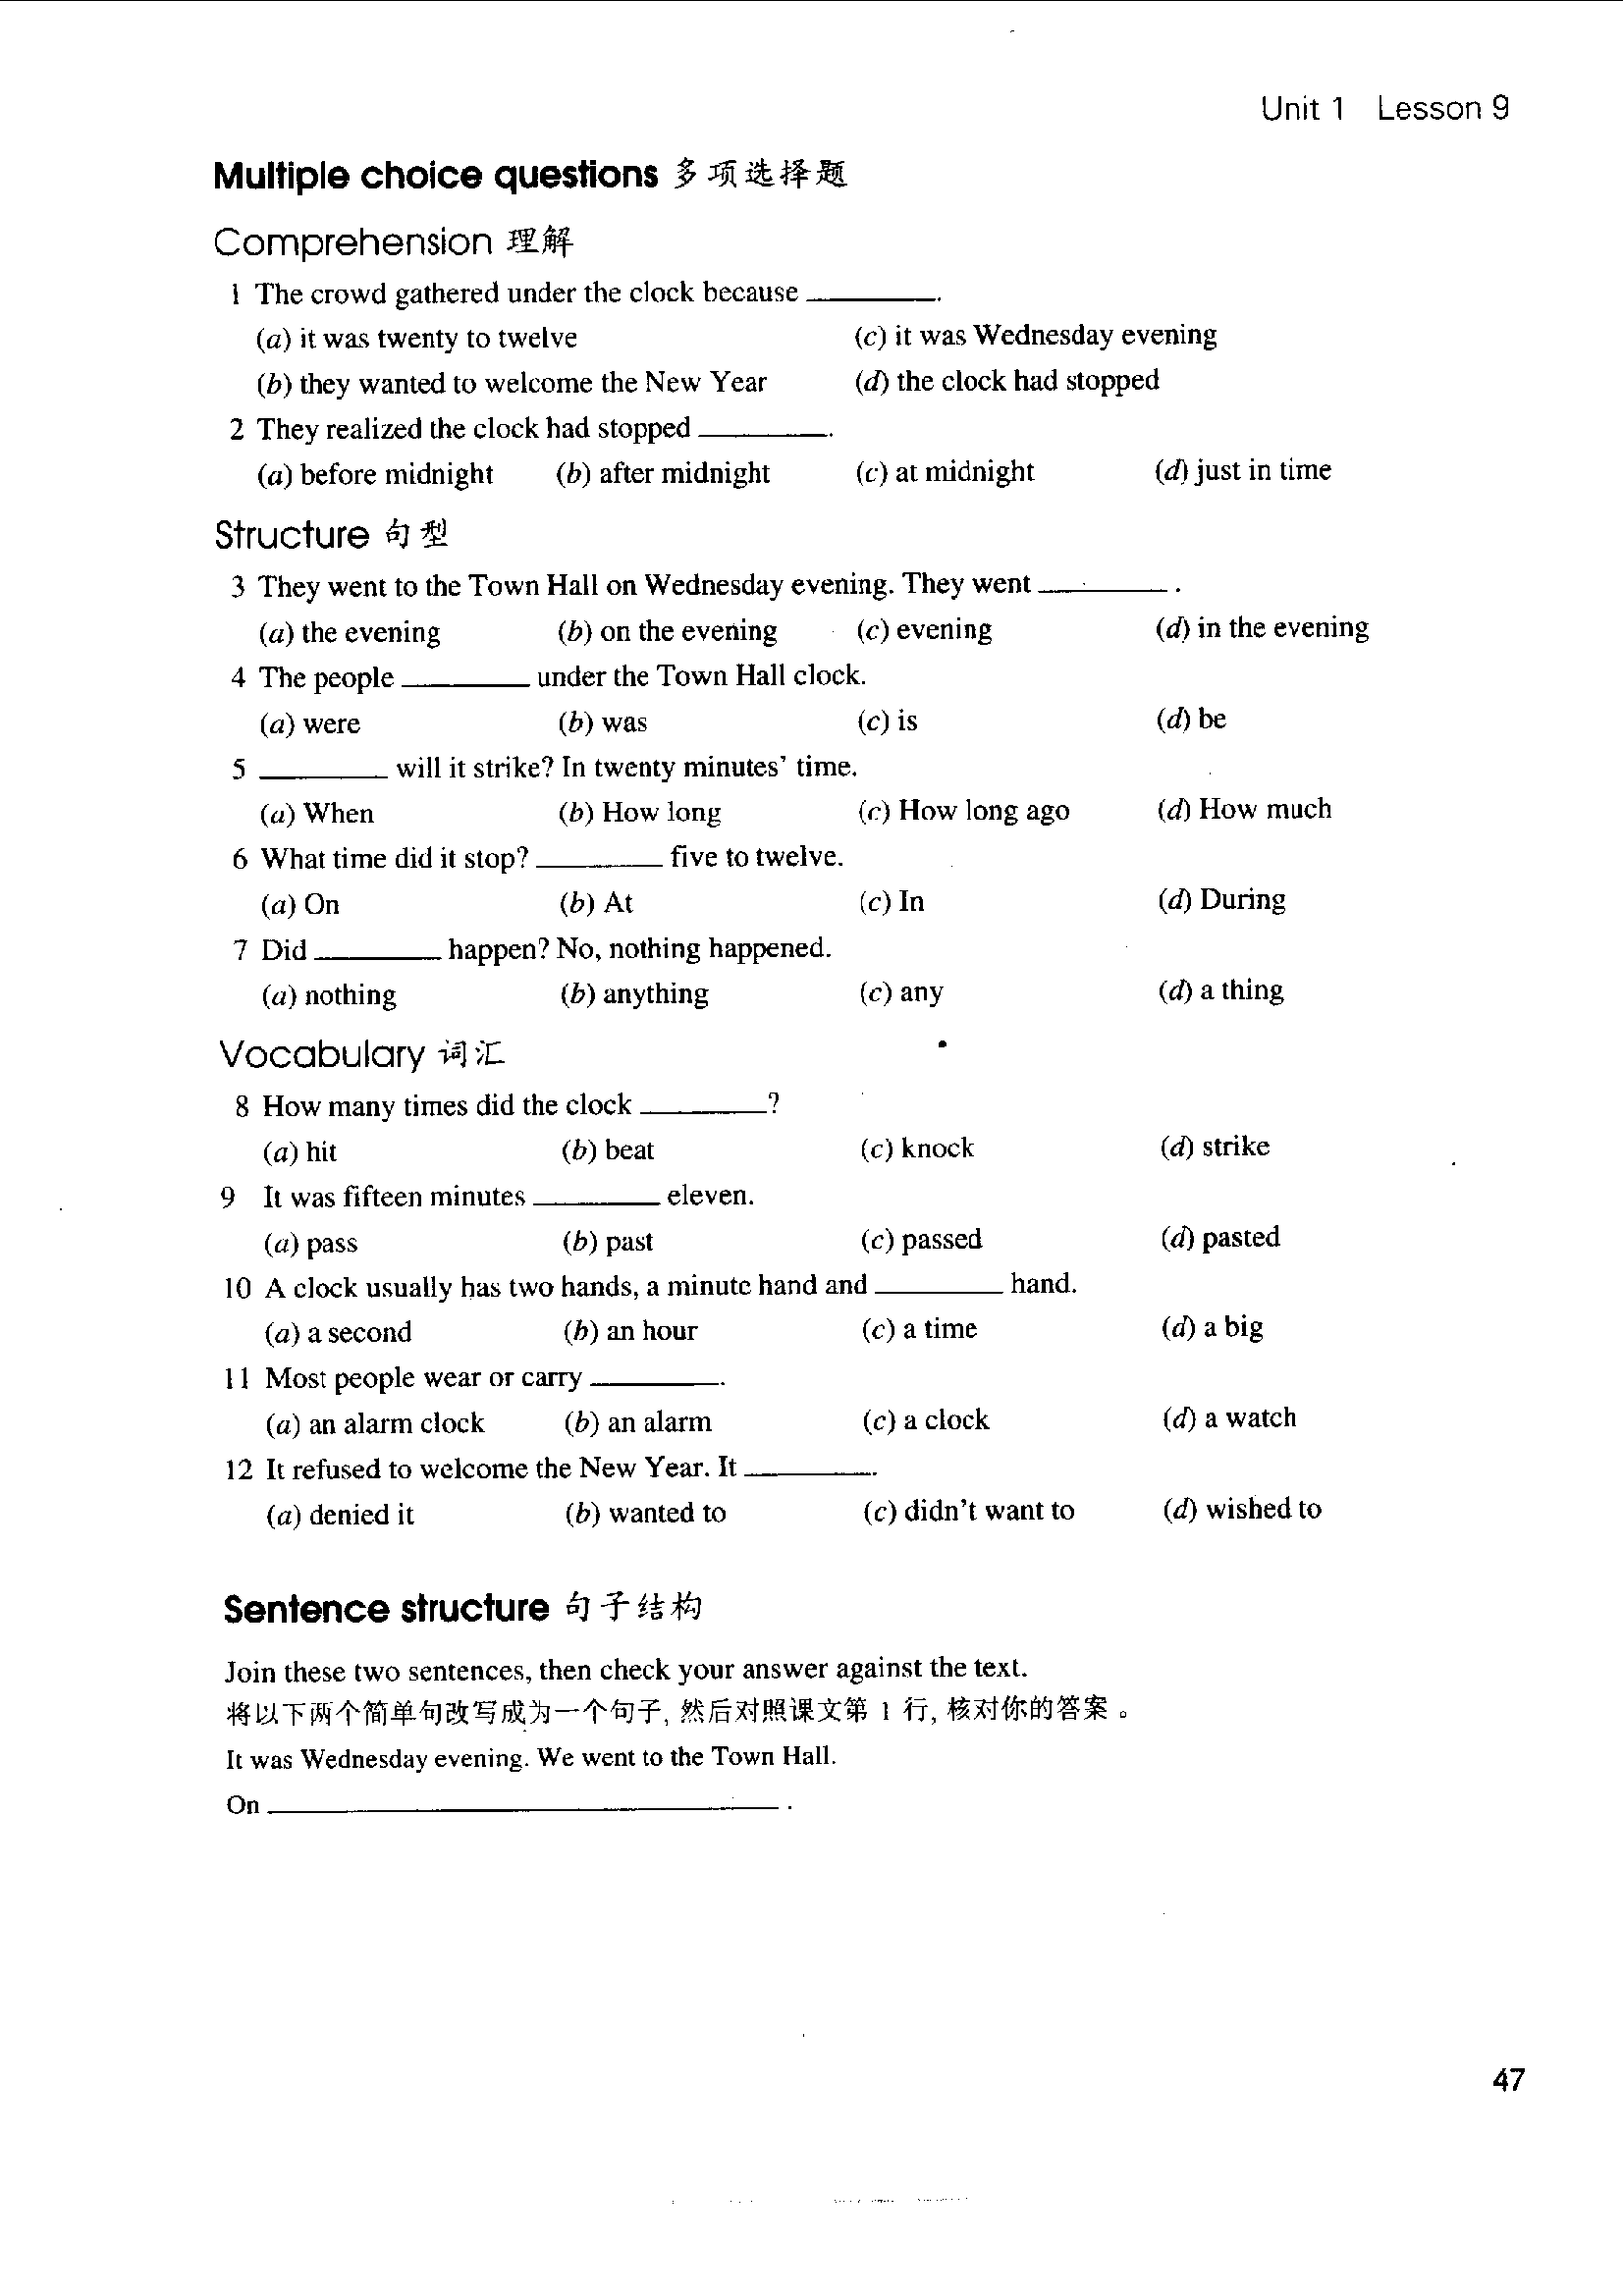 Unit 1 Lesson 9
Multiple choice questions 多项选择题
Comprehension 理解
1 The crowd gathered under the clock because ________.
(a) it was twenty to twelve (c) it was Wednesday evening
(b) they wanted to welcome the New Year (d) the clock had stopped
2 They realized the clock had stopped ________.
(a) before midnight (b) after midnight (c) at midnight (d) just in time
Structure 句型
3 They went to the Town Hall on Wednesday evening. They went ________ .
(a) the evening (b) on the evening (c) evening (d) in the evening
4 The people ________ under the Town Hall clock.
(a) were (b) was (c) is (d) be
5 ________ will it strike? In twenty minutes' time.
(a) When (b) How long (c) How long ago (d) How much
6 What time did it stop? ________ five to twelve.
(a) On (b) At (c) In (d) During
7 Did ________ happen? No, nothing happened.
(a) nothing (b) anything (c) any (d) a thing
Vocabulary 词汇
8 How many times did the clock ________?
(a) hit (b) beat (c) knock (d) strike
9 It was fifteen minutes ________ eleven.
(a) pass (b) past (c) passed (d) pasted
10 A clock usually has two hands, a minute hand and ________ hand.
(a) a second (b) an hour (c) a time (d) a big
11 Most people wear or carry ________.
(a) an alarm clock (b) an alarm (c) a clock (d) a watch
12 It refused to welcome the New Year. It ________.
(a) denied it (b) wanted to (c) didn't want to (d) wished to
Sentence structure 句子结构
Join these two sentences, then check your answer against the text.
将以下两个简单句改写成为一个句子, 然后对照课文第 1 行, 核对你的答案。
It was Wednesday evening. We went to the Town Hall.
On ________________________________ .
47